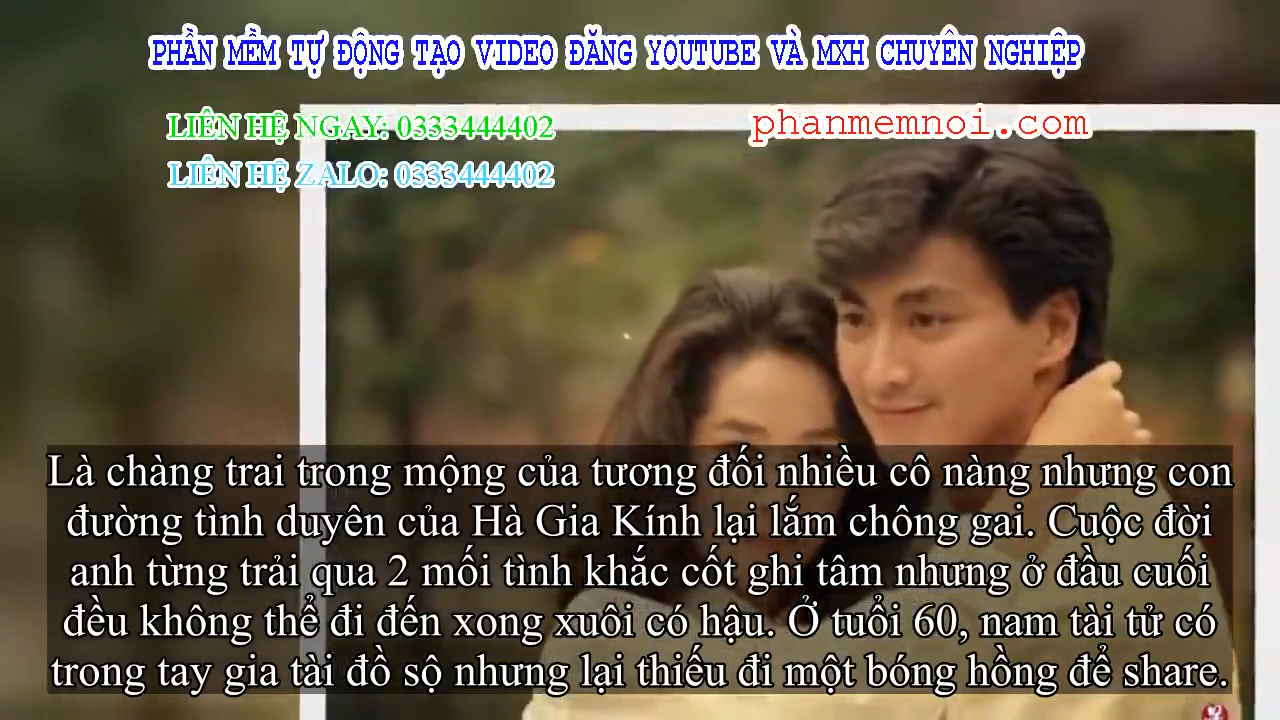 PHẦN MỀM TỰ ĐỘNG TẠO VIDEO ĐĂNG YOUTUBE VÀ MXH CHUYÊN NGHIỆP
LIÊN HỆ NGAY: 0333444402
phanmemnoi.com
LIÊN HỆ ZALO: 0333444402
Là chàng trai trong mộng của tương đối nhiều cô nàng nhưng con
đường tình duyên của Hà Gia Kính lại lắm chông gai. Cuộc đời
anh từng trải qua 2 mối tình khắc cốt ghi tâm nhưng ở đầu cuối
đều không thể đi đến xong xuôi có hậu. Ở tuổi 60, nam tài tử có
trong tay gia tài đồ sộ nhưng lại thiếu đi một bóng hồng để share.